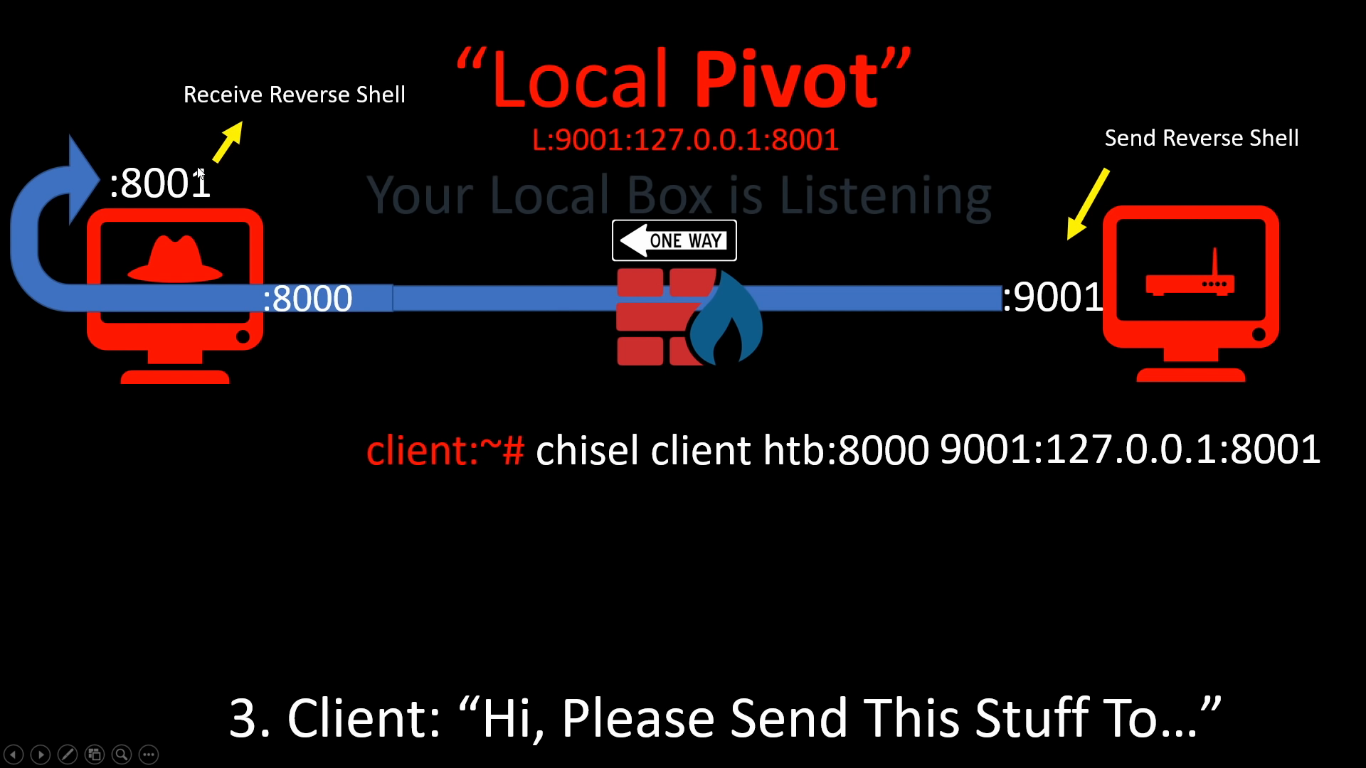 “Local Pivot”
Receive Reverse Shell
L:9001:127.0.0.1:8001
Send Reverse Shell
:8001
Your Local Box is Listening
ONE WAY
:8000
:9001
client:~# chisel client htb:8000 9001:127.0.0.1:8001
3. Client: “Hi, Please Send This Stuff To…”